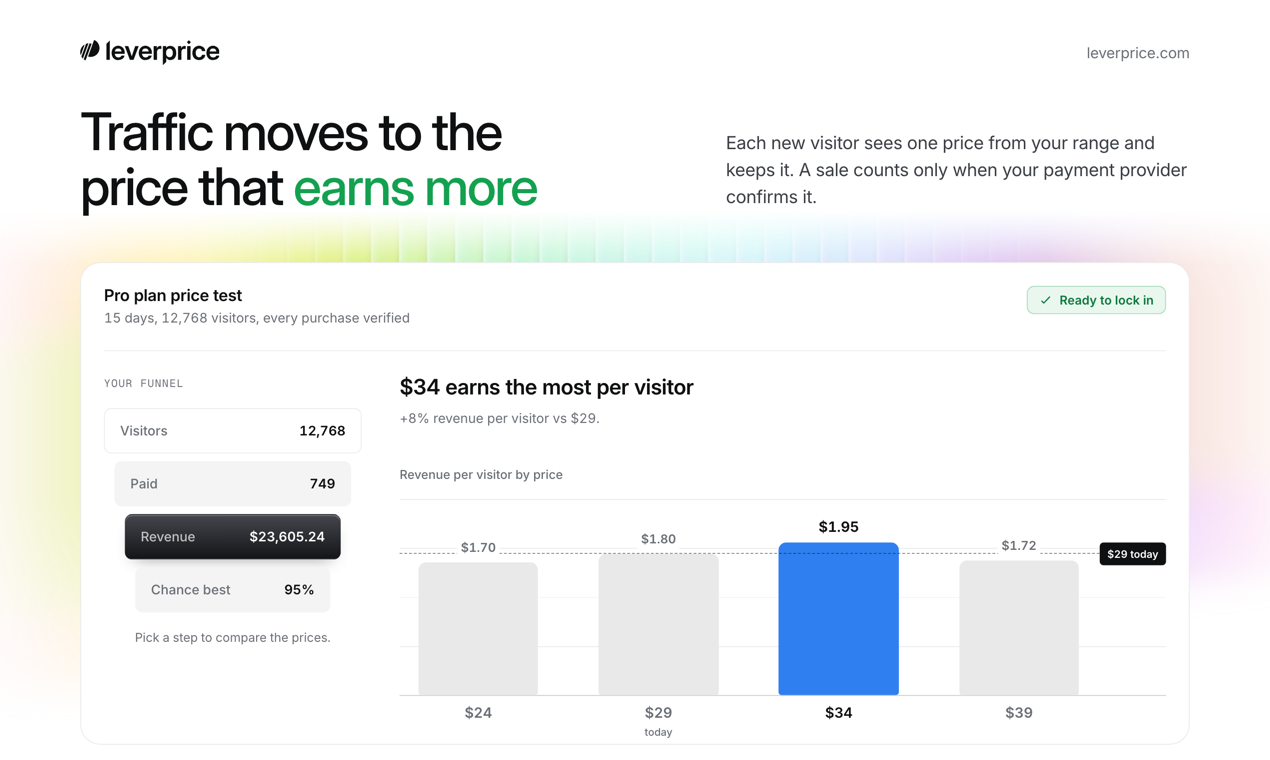 leverprice
leverprice.com
Traffic moves to the
price that earns more
Each new visitor sees one price from your range and
keeps it. A sale counts only when your payment provider
confirms it.
Pro plan price test
15 days, 12,768 visitors, every purchase verified
Ready to lock in
YOUR FUNNEL
Visitors 12,768
Paid 749
Revenue $23,605.24
Chance best 95%
Pick a step to compare the prices.
$34 earns the most per visitor
+8% revenue per visitor vs $29.
Revenue per visitor by price
$1.70
$1.80
$1.95
$1.72
$29 today
$24
$29
today
$34
$39